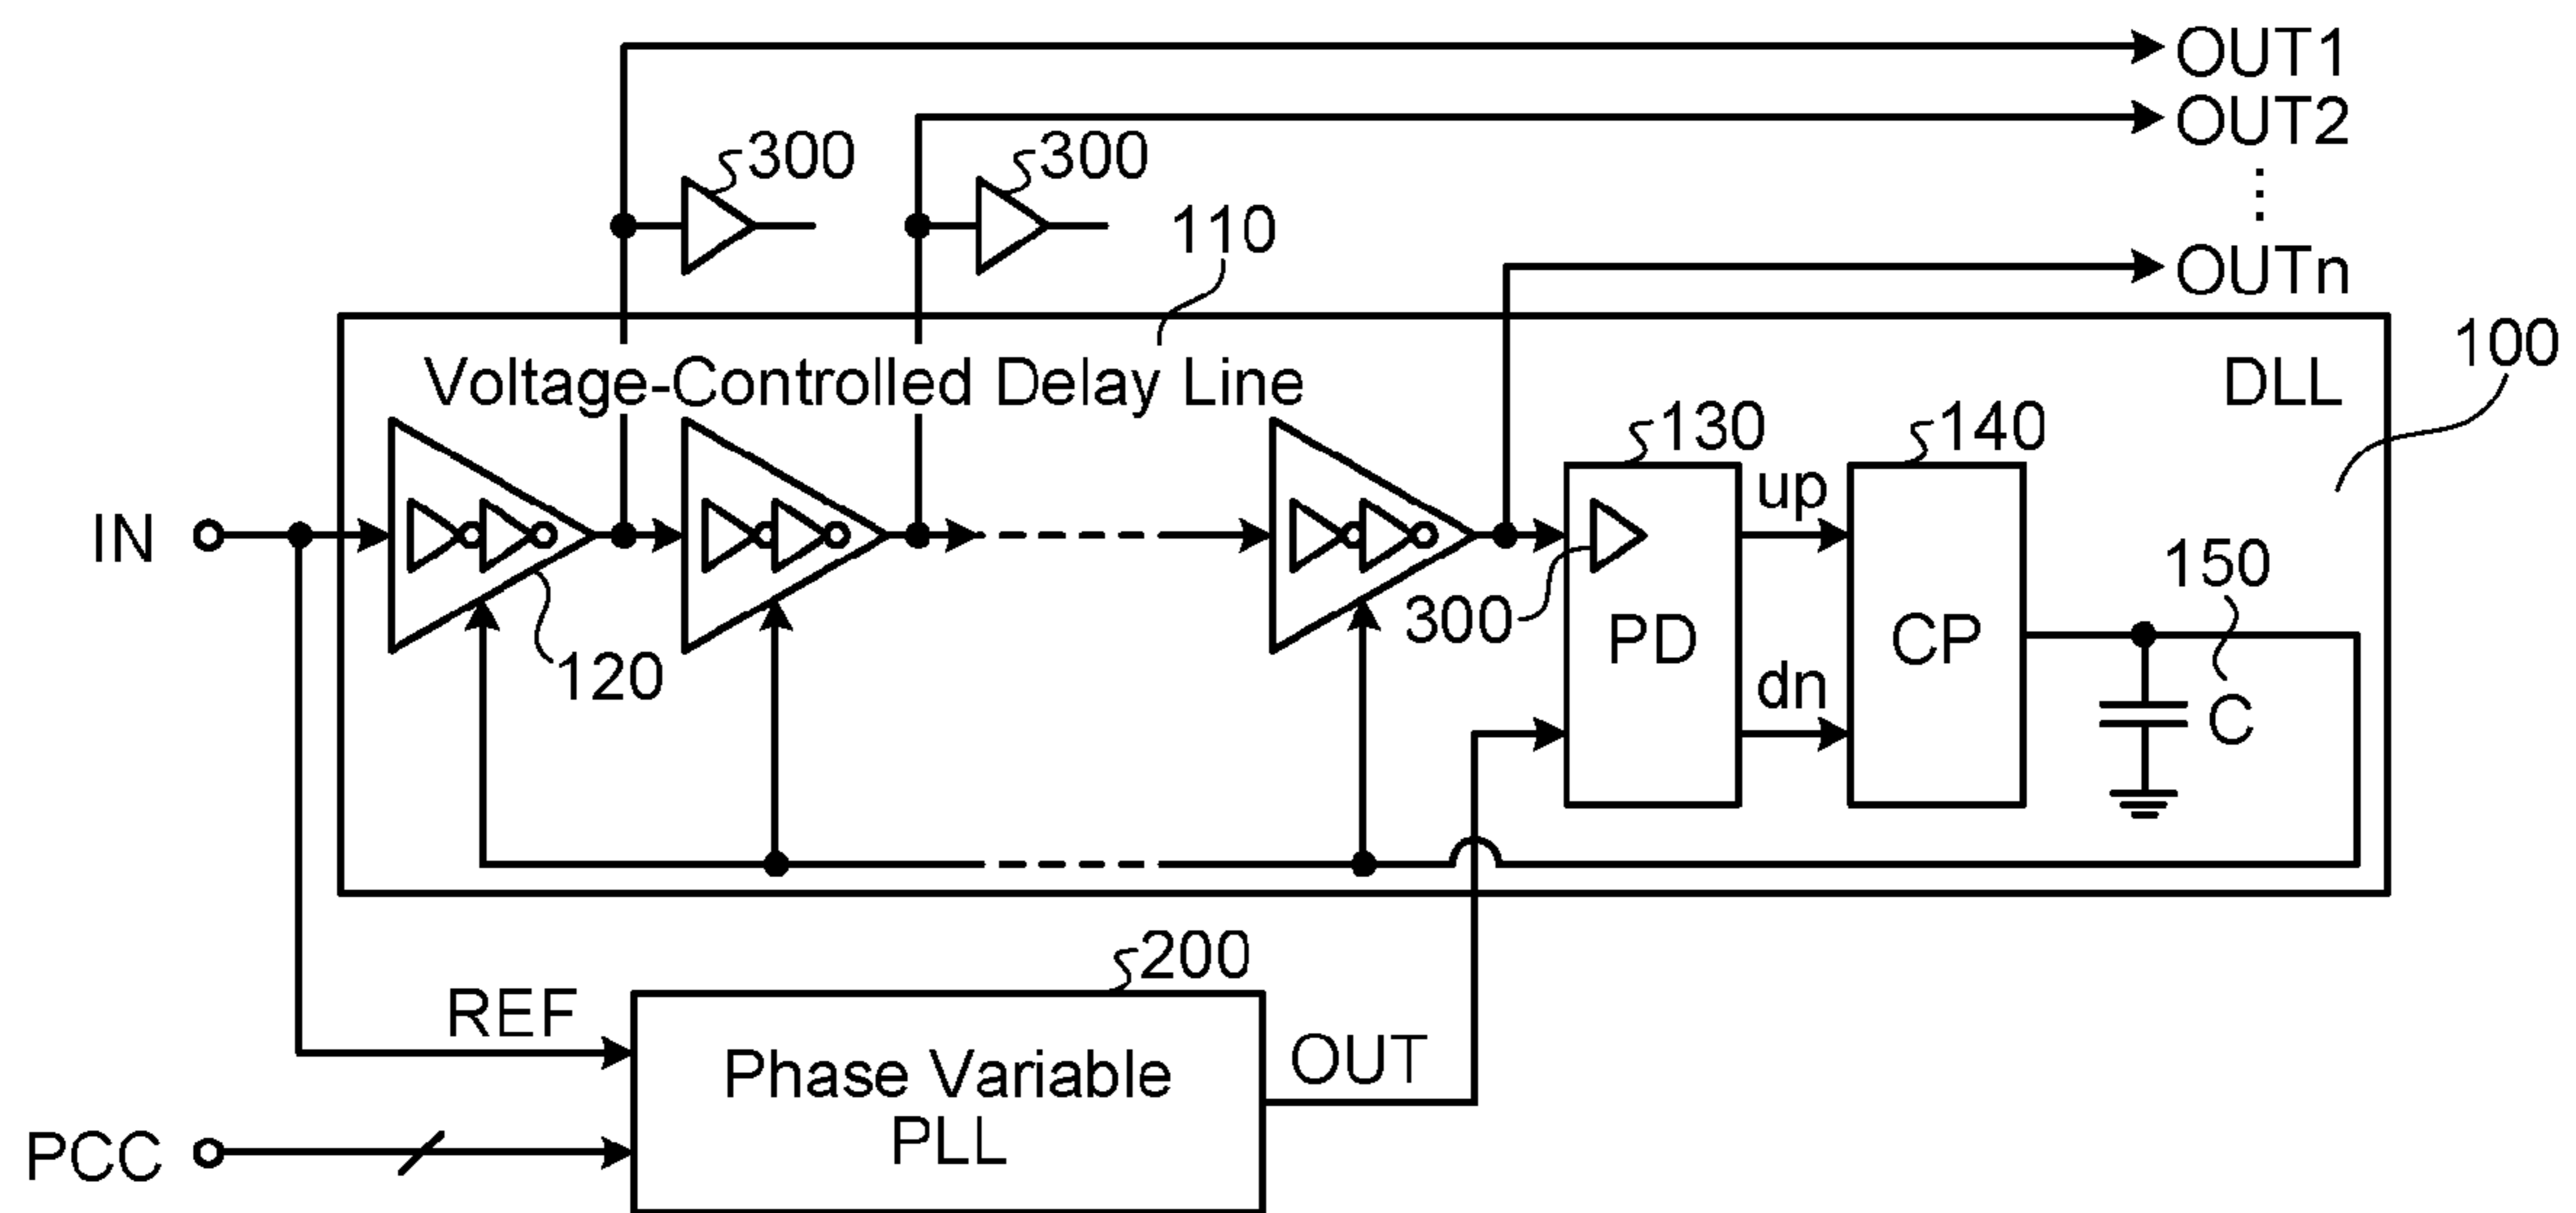 OUT1
OUT2
300
300
110
OUTn
100
Voltage-Controlled Delay Line
DLL
130
140
up
IN
150
300
PD
CP
120
dn
C
200
REF
OUT
Phase Variable
PLL
PCC